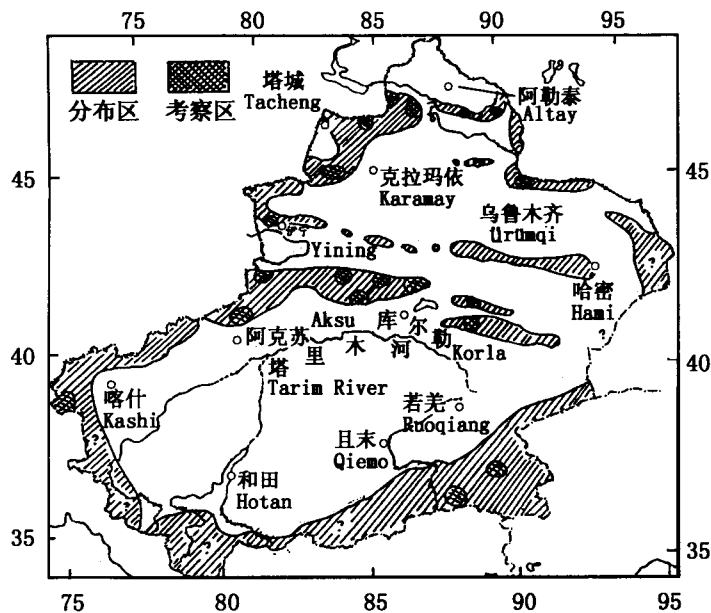 80 85 90
分布区 考察区
塔城
Tacheng
阿勒泰
Altay
45 45
克拉玛依
Karamay
乌鲁木齐
Ürümqi
伊宁
Yining
哈密
Hami
阿克苏
Aksu
库尔勒
Korla
40 40
塔里木河
Tarim River
喀什
Kashi
若羌
Ruoqiang
且末
Qiemo
和田
Hotan
35 35
75 80 85 90 95
? ? ? ? ?